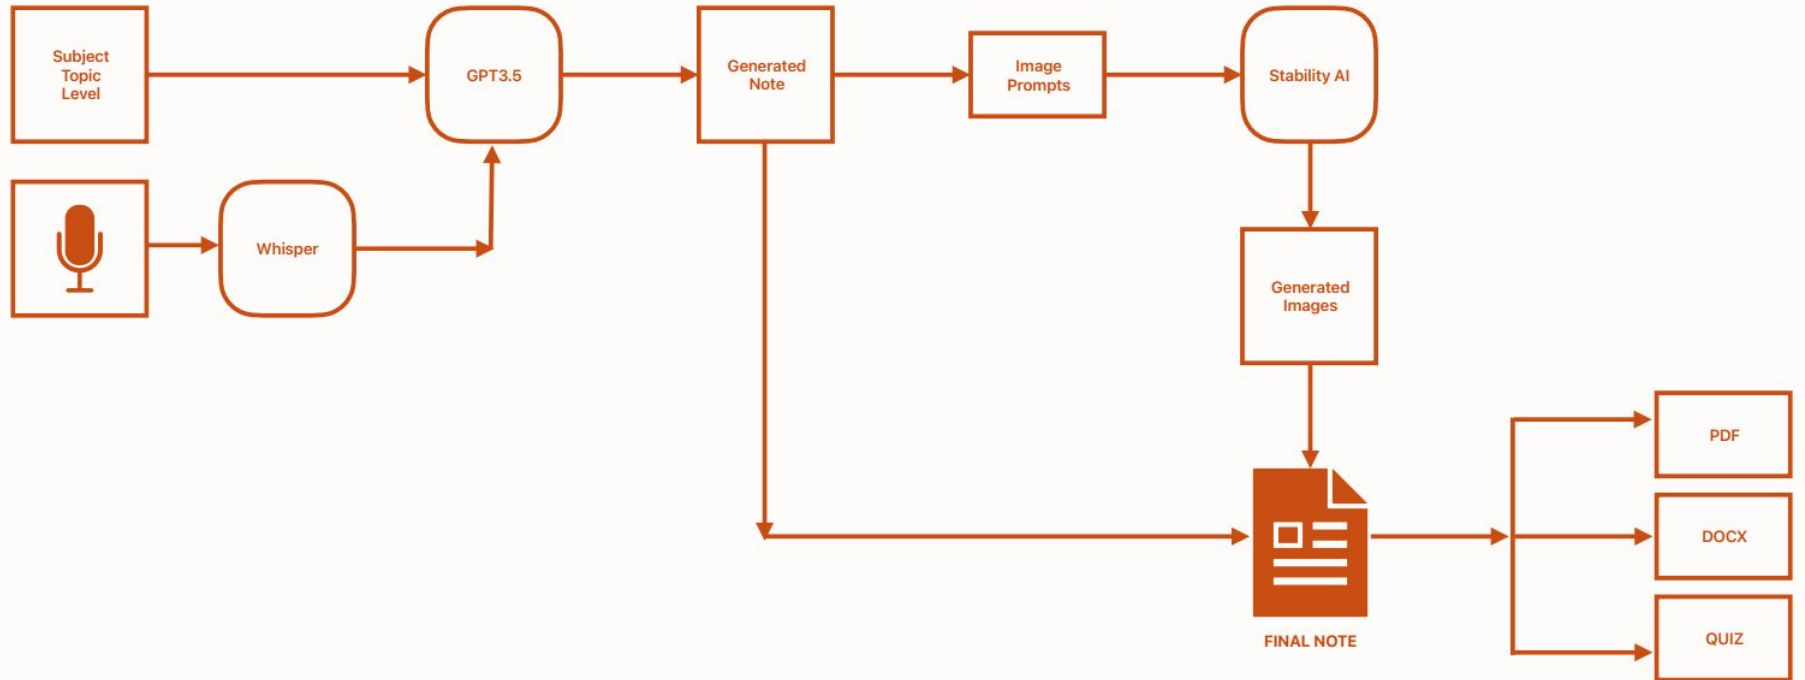 Subject
Topic
Level
GPT3.5
Generated
Note
Image
Prompts
Stability AI
Whisper
Generated
Images
PDF
DOCX
QUIZ
FINAL NOTE